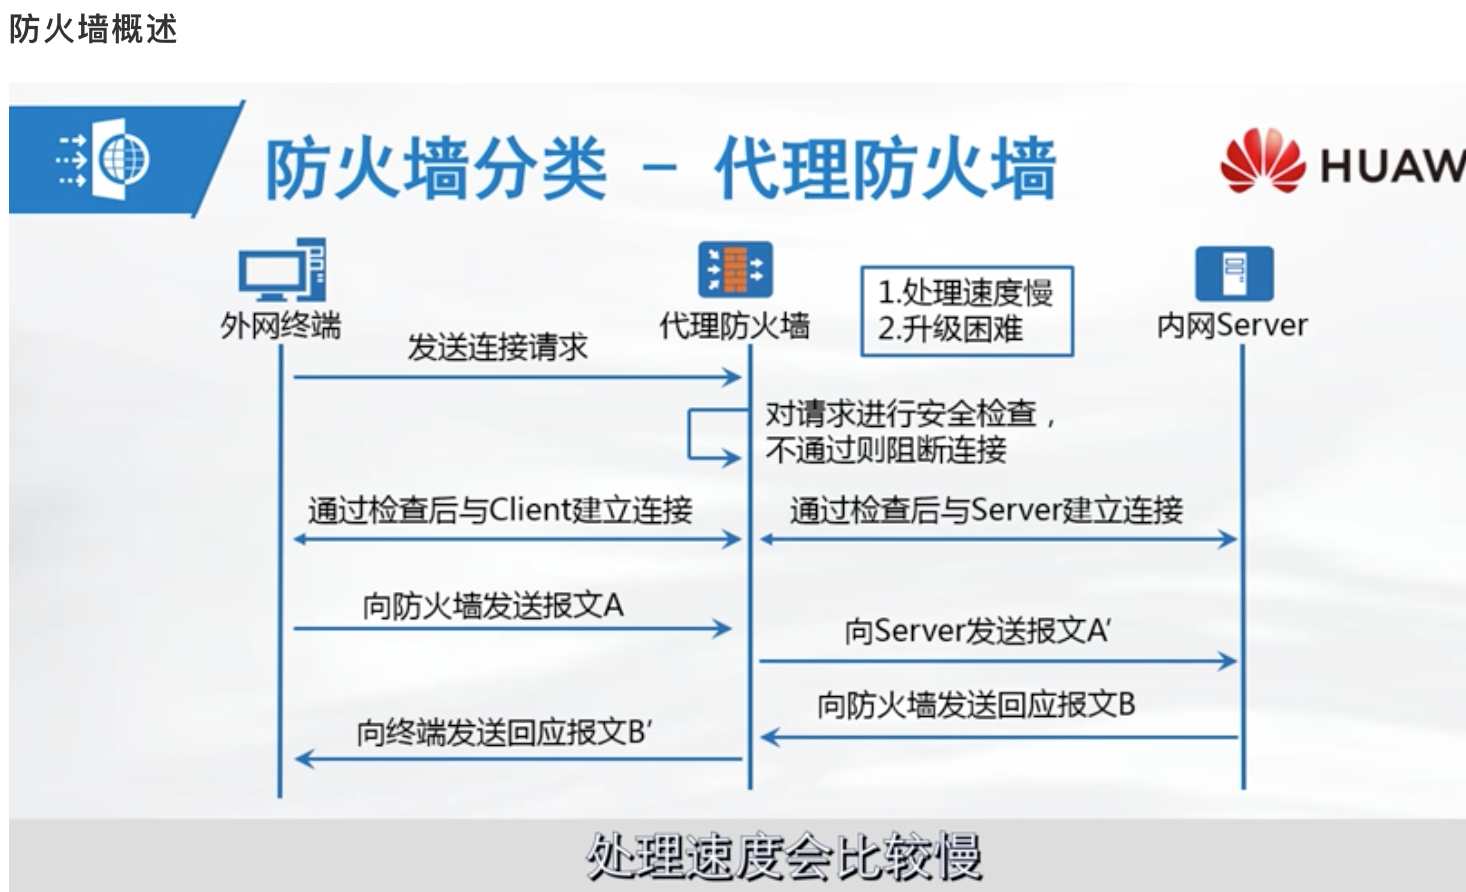 防火墙概述
防火墙分类 - 代理防火墙
HUAW
外网终端
代理防火墙
1.处理速度慢
2.升级困难
内网Server
发送连接请求
对请求进行安全检查，
不通过则阻断连接
通过检查后与Client建立连接
通过检查后与Server建立连接
向防火墙发送报文A
向Server发送报文A′
向防火墙发送回应报文B
向终端发送回应报文B′
处理速度会比较慢